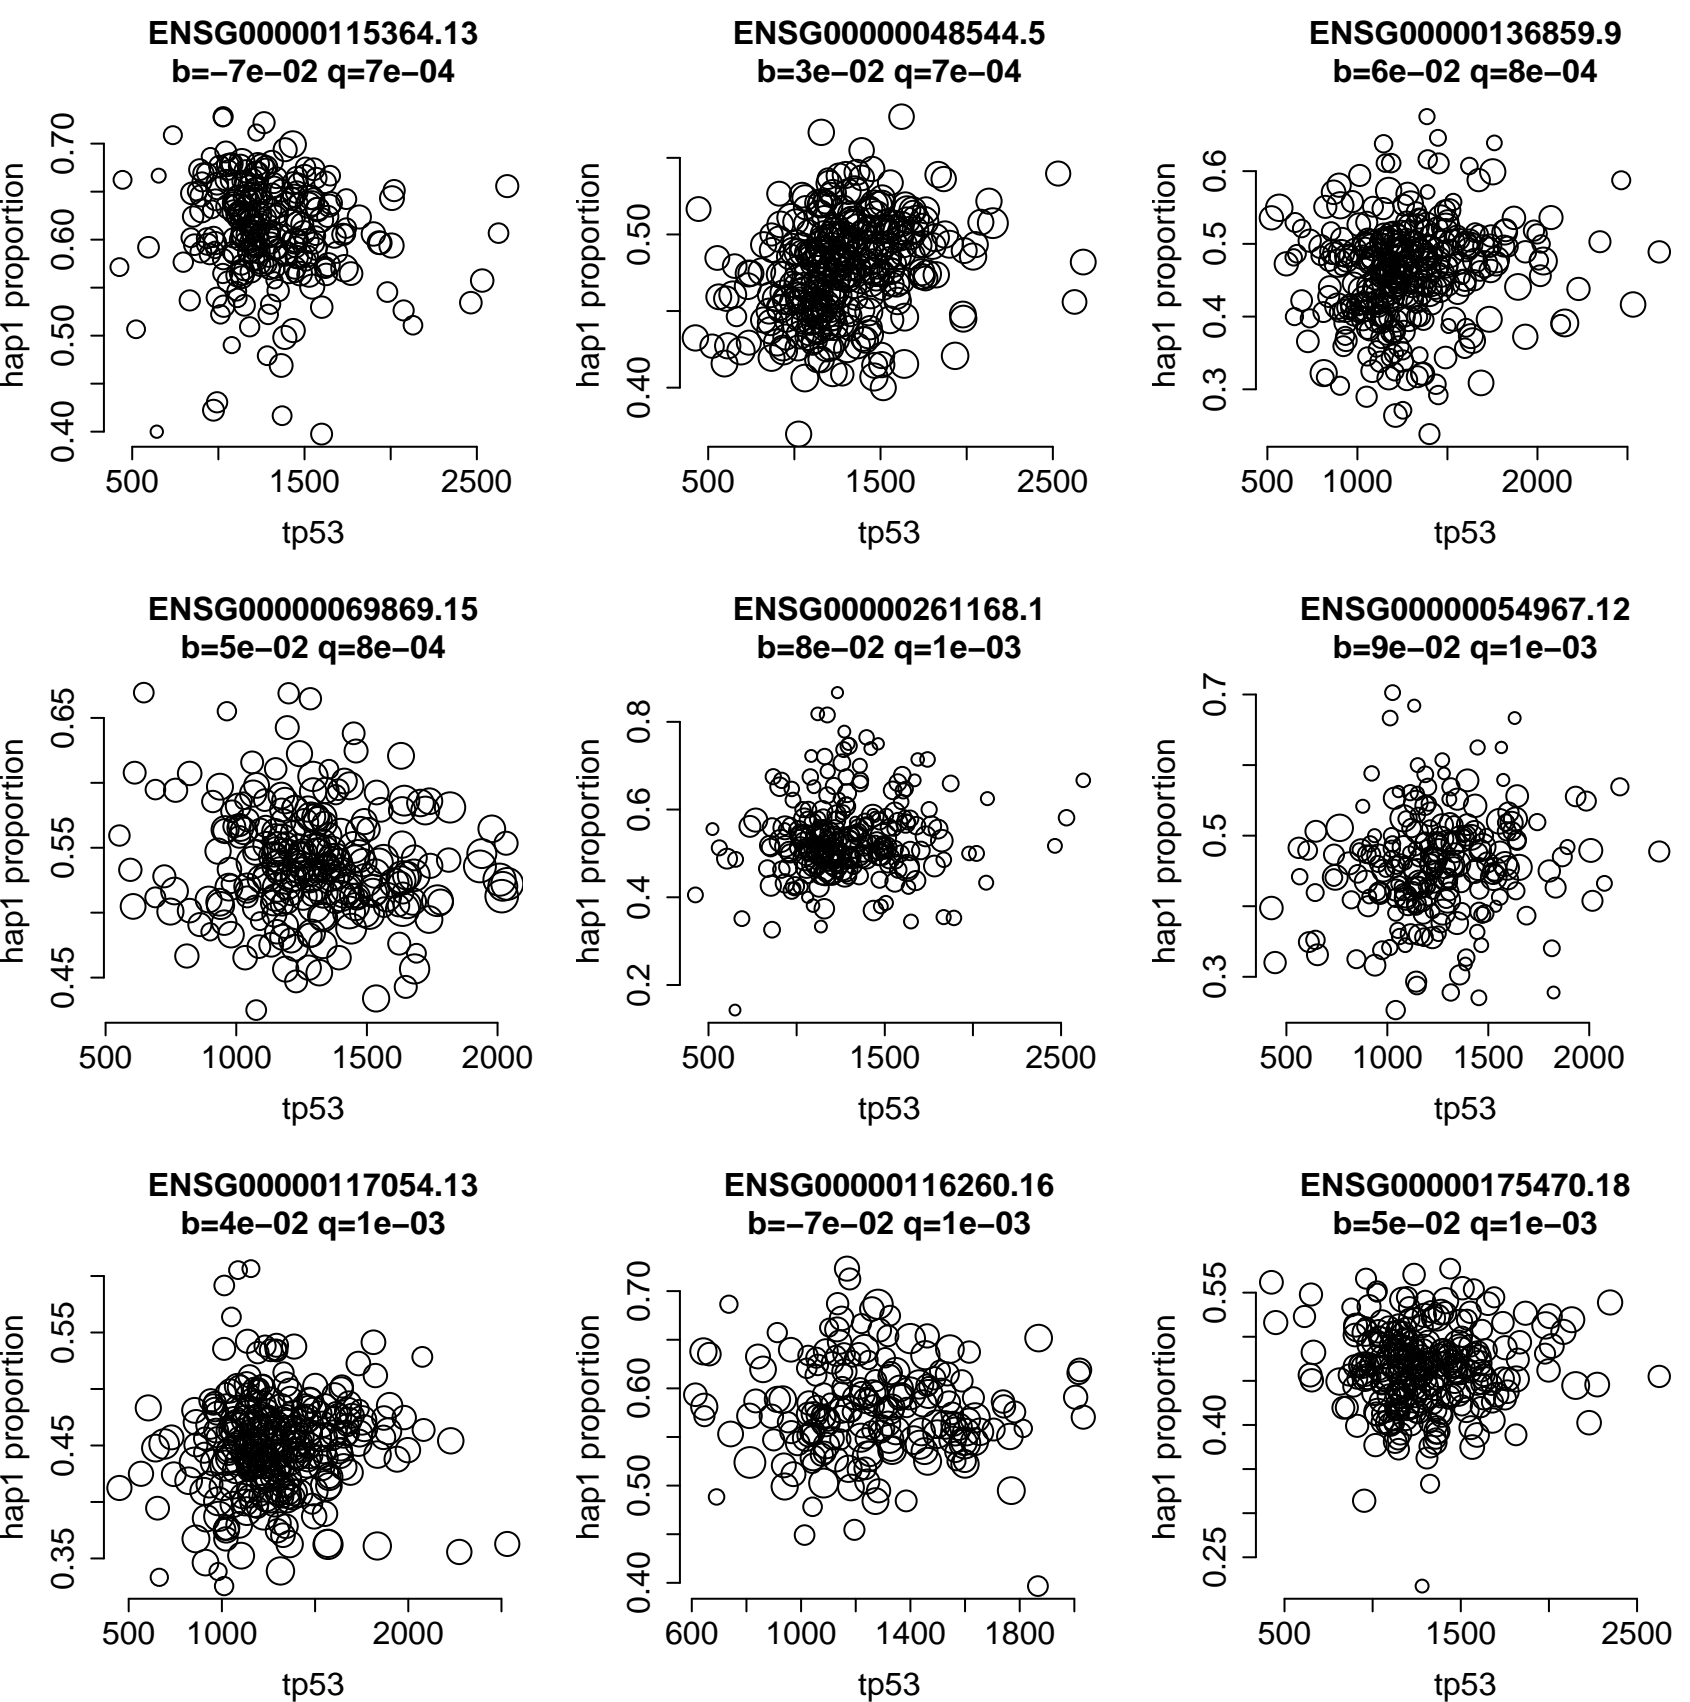 ENSG00000115364.13
b=−7e−02 q=7e−04
hap1 proportion
0.70
0.60
0.50
0.40
500 1500 2500
tp53
ENSG00000048544.5
b=3e−02 q=7e−04
hap1 proportion
0.50
0.40
500 1500 2500
tp53
ENSG00000136859.9
b=6e−02 q=8e−04
hap1 proportion
0.6
0.5
0.4
0.3
500 1000 2000
tp53
ENSG00000069869.15
b=5e−02 q=8e−04
hap1 proportion
0.65
0.55
0.45
500 1000 1500 2000
tp53
ENSG00000261168.1
b=8e−02 q=1e−03
hap1 proportion
0.8
0.6
0.4
0.2
500 1500 2500
tp53
ENSG00000054967.12
b=9e−02 q=1e−03
hap1 proportion
0.7
0.5
0.3
500 1000 1500 2000
tp53
ENSG00000117054.13
b=4e−02 q=1e−03
hap1 proportion
0.55
0.45
0.35
500 1000 2000
tp53
ENSG00000116260.16
b=−7e−02 q=1e−03
hap1 proportion
0.70
0.60
0.50
0.40
600 1000 1400 1800
tp53
ENSG00000175470.18
b=5e−02 q=1e−03
hap1 proportion
0.55
0.40
0.25
500 1500 2500
tp53